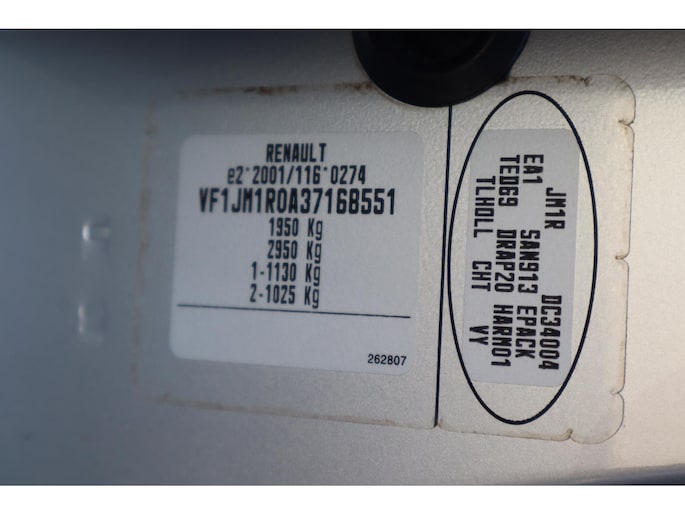 RENAULT
e2*2001/116*0274
VF1JM1R0A37168551
1950 Kg
2950 Kg
1-1130 Kg
2-1025 Kg
262807
JM1R DC34004
EA1 SAN913 EPACK
TED69 DRAP20 HARM01
TLHOLL CHT VY